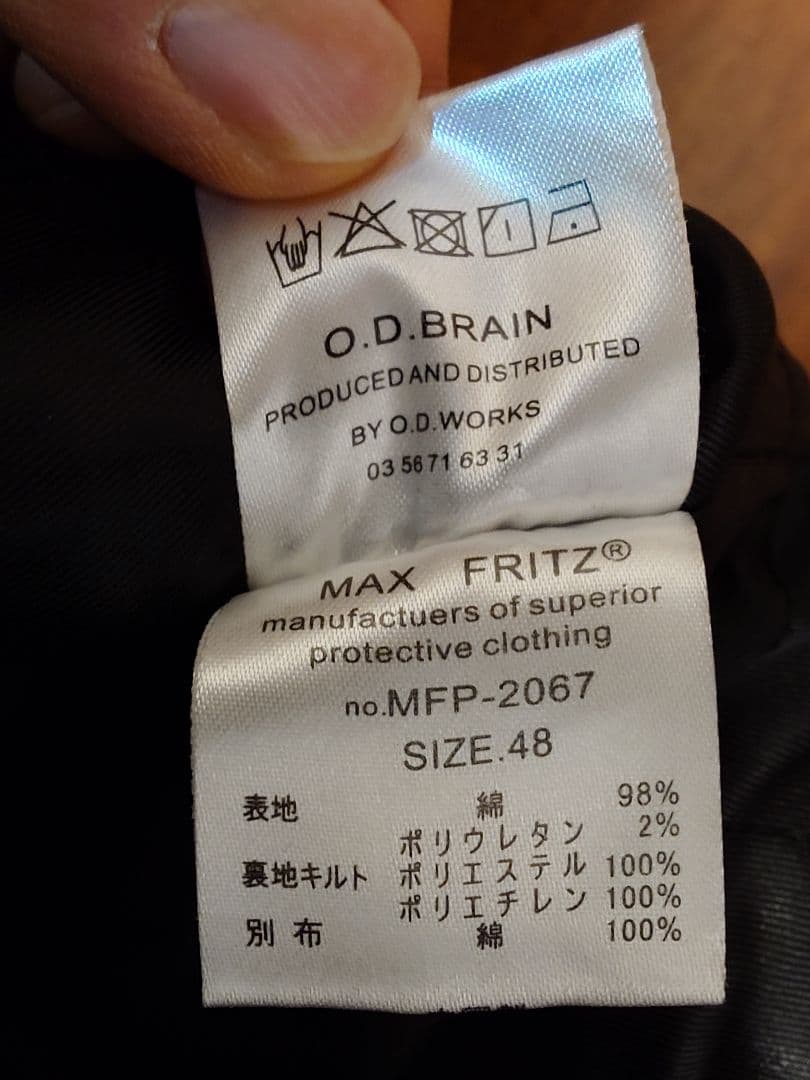 O.D.BRAIN
PRODUCED AND DISTRIBUTED
BY O.D.WORKS
03 5671 63 31
MAX FRITZ®
manufactuers of superior
protective clothing
no.MFP-2067
SIZE.48
表地 綿 98%
ポリウレタン 2%
裏地キルト ポリエステル 100%
ポリエチレン 100%
別布 綿 100%